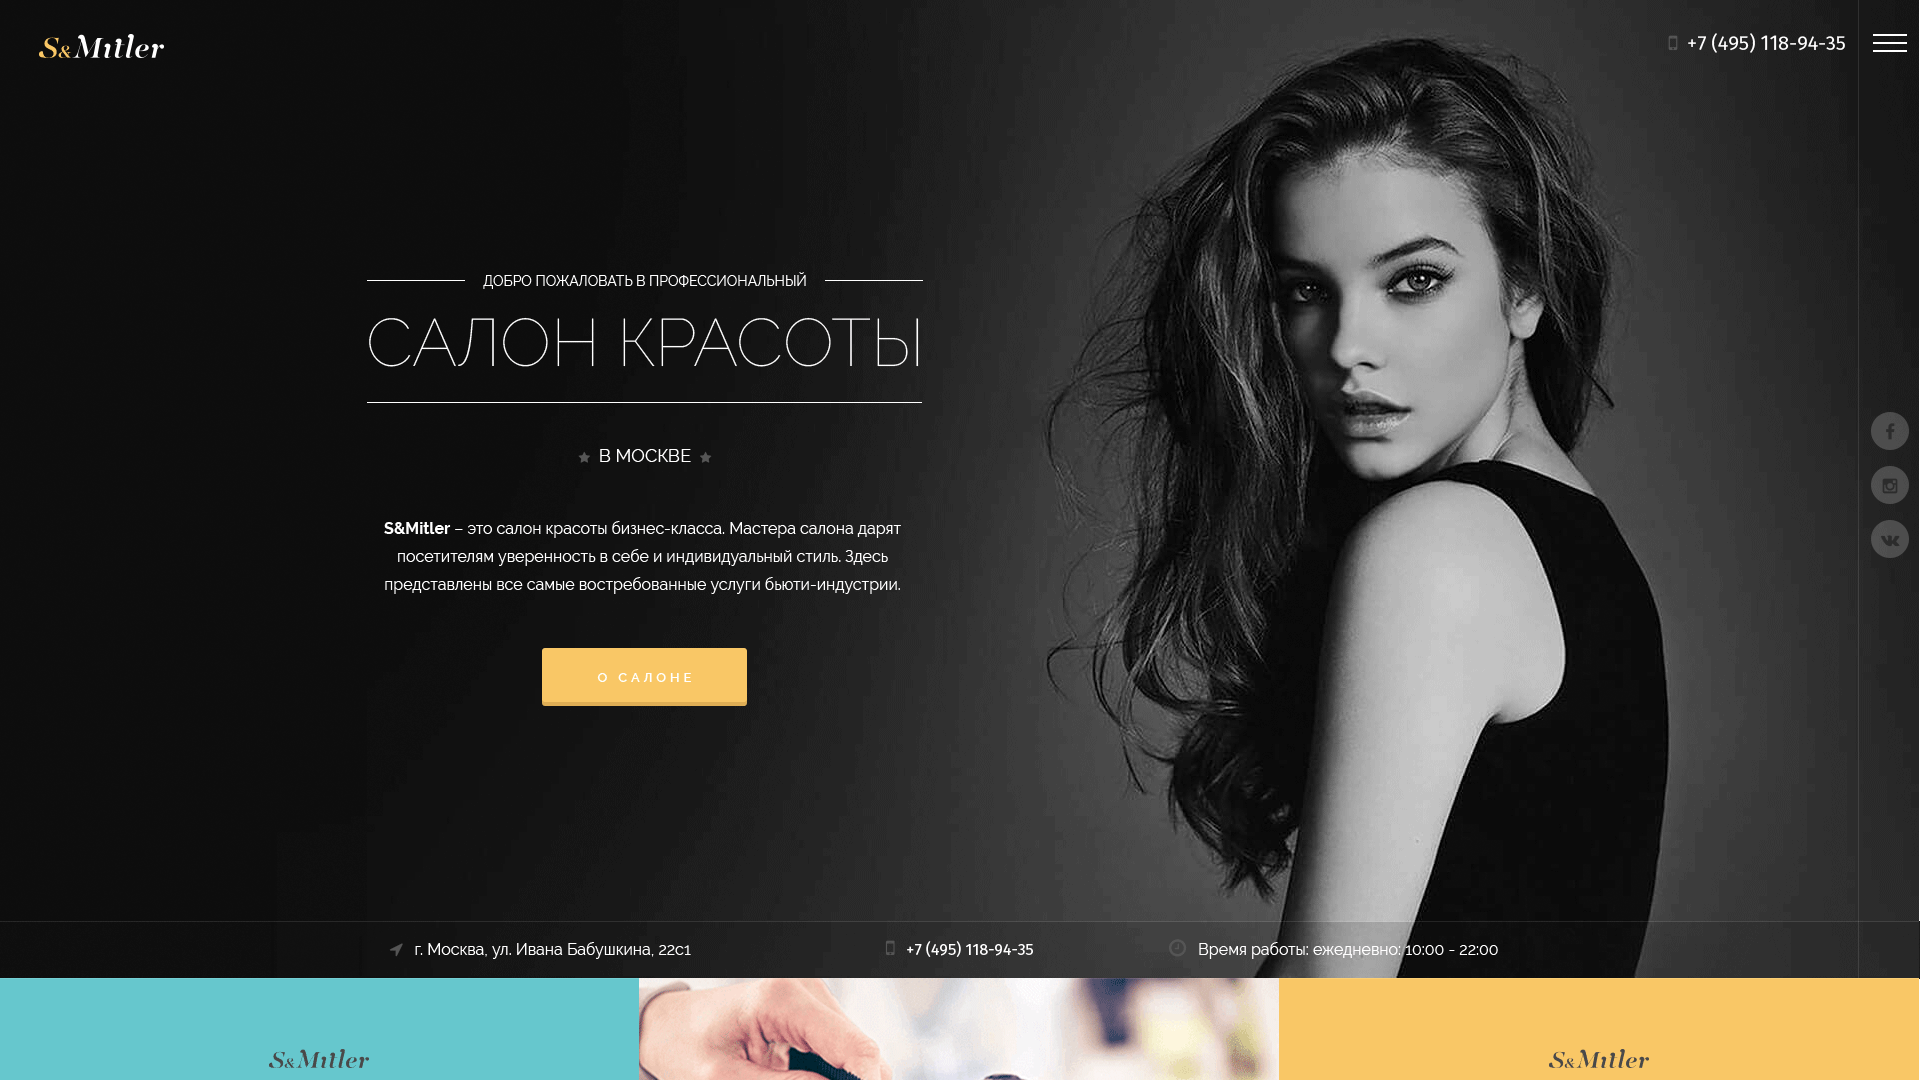 S&Mitler
+7 (495) 118-94-35
ДОБРО ПОЖАЛОВАТЬ В ПРОФЕССИОНАЛЬНЫЙ
САЛОН КРАСОТЫ
В МОСКВЕ
S&Mitler – это салон красоты бизнес-класса. Мастера салона дарят
посетителям уверенность в себе и индивидуальный стиль. Здесь
представлены все самые востребованные услуги бьюти-индустрии.
О САЛОНЕ
г. Москва, ул. Ивана Бабушкина, 22с1
+7 (495) 118-94-35
Время работы: ежедневно: 10:00 - 22:00
S&Mitler
S&Mitler